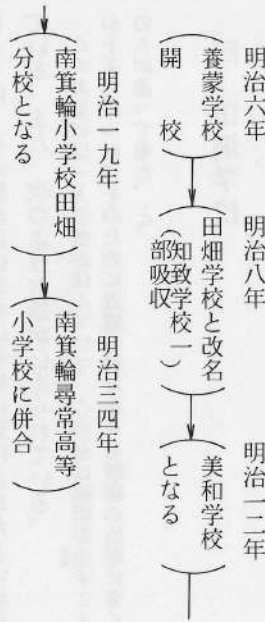 明治六年
養蒙学校
開校
明治八年
田畑学校と改名
（知致学校一
部吸収）
明治一二年
美和学校
となる
明治一九年
南箕輪小学校田畑
分校となる
明治三四年
南箕輪尋常高等
小学校に併合